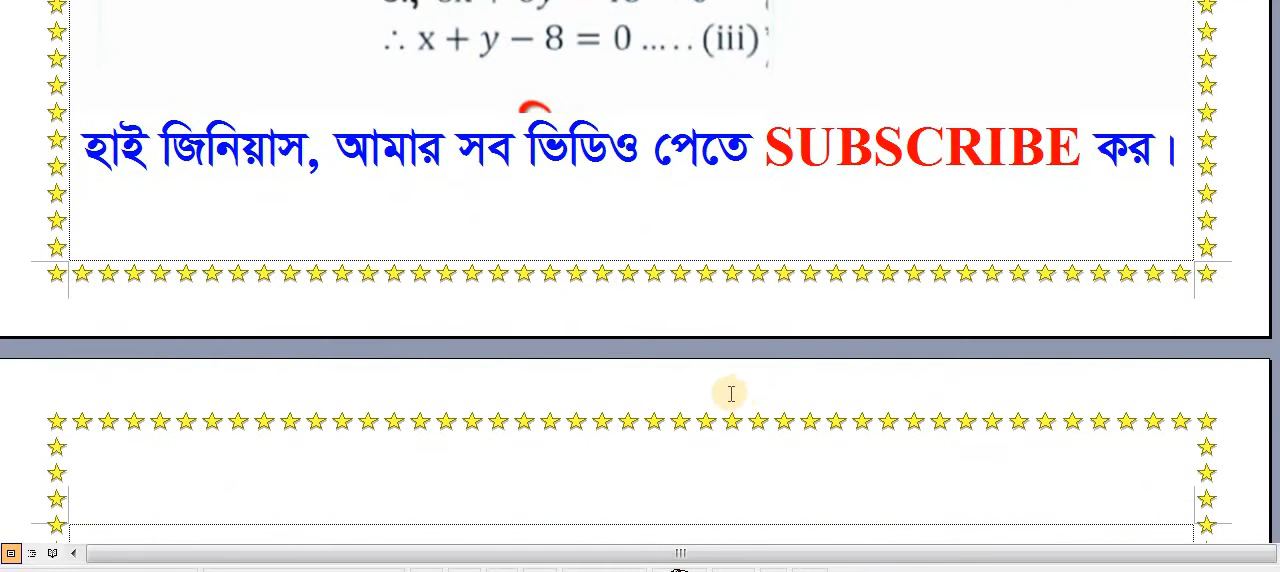 ∴ x + y − 8 = 0 ..... (iii)
হাই জিনিয়াস, আমার সব ভিডিও পেতে SUBSCRIBE কর।